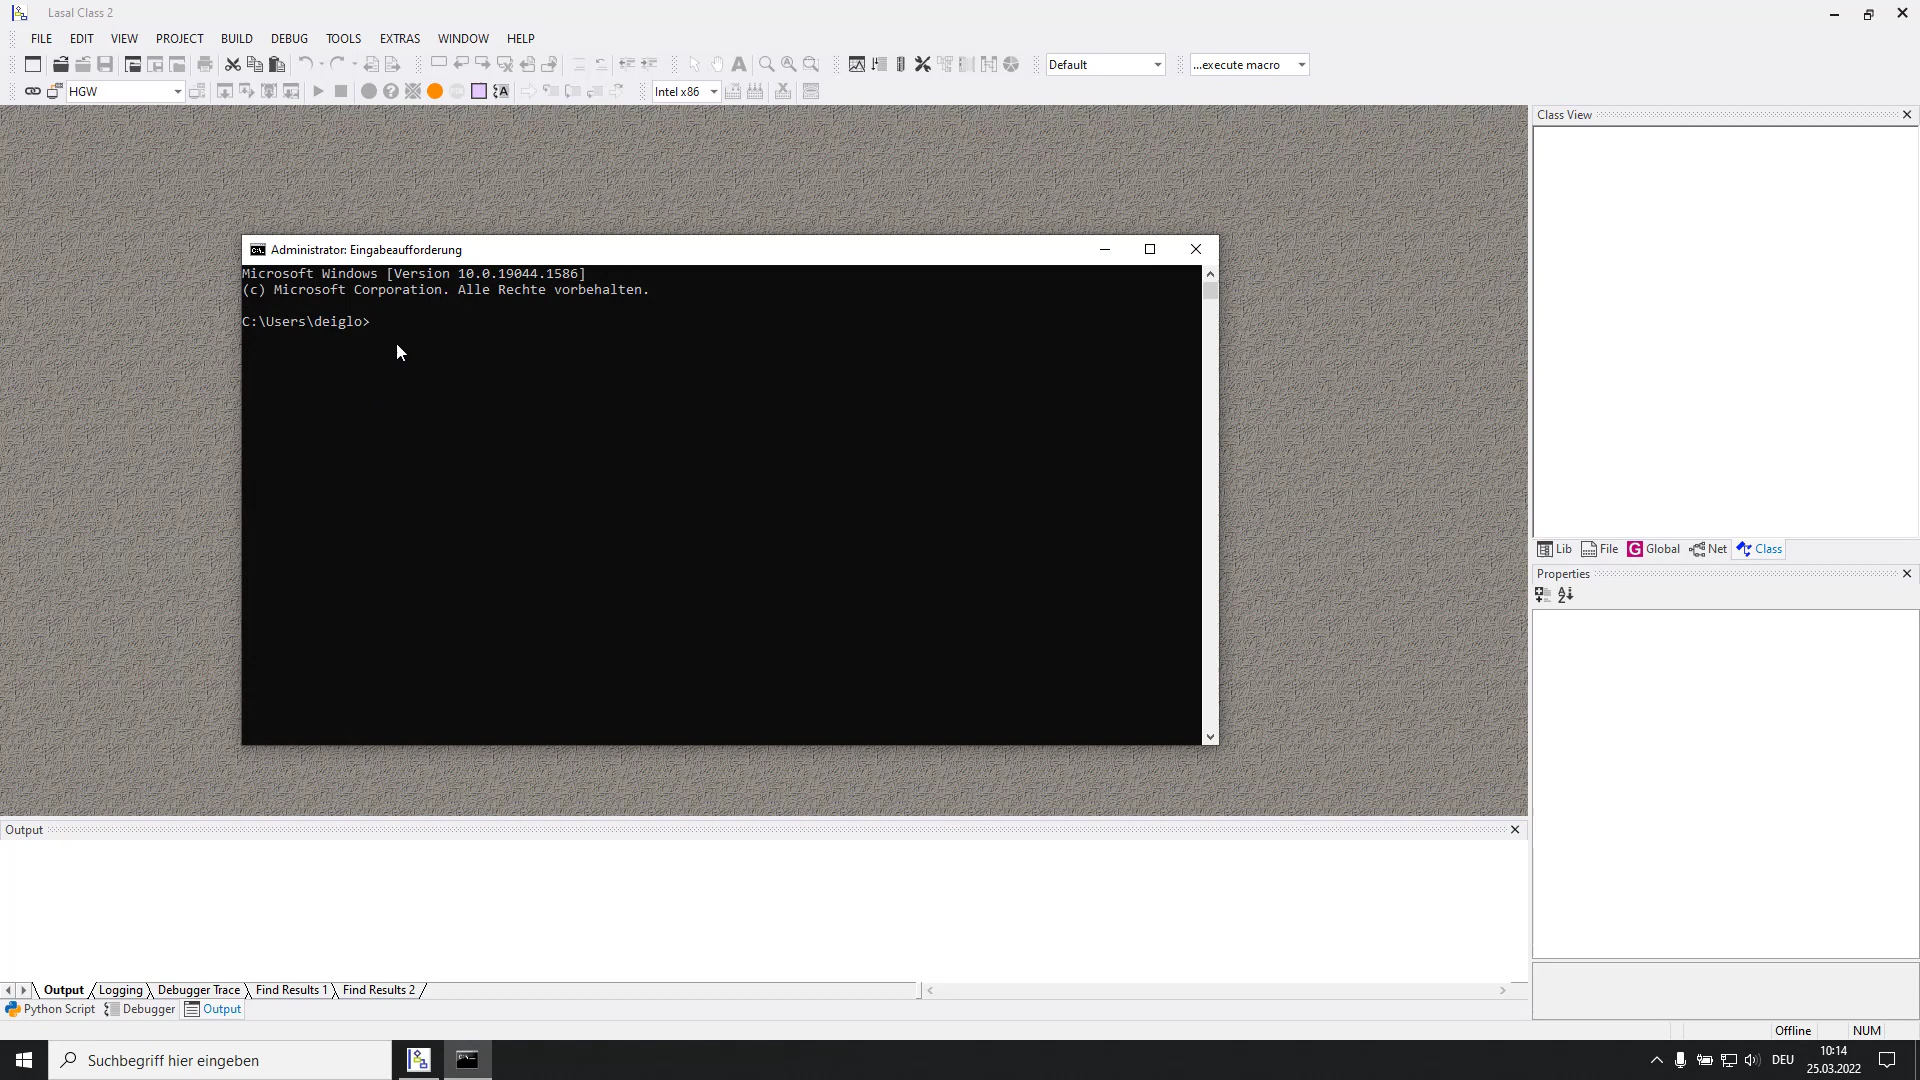 Lasal Class 2
FILE EDIT VIEW PROJECT BUILD DEBUG TOOLS EXTRAS WINDOW HELP
Default
...execute macro
HGW
Intel x86
Class View
Administrator: Eingabeaufforderung
Microsoft Windows [Version 10.0.19044.1586]
(c) Microsoft Corporation. Alle Rechte vorbehalten.
C:\Users\deiglo>
Lib File Global Net Class
Properties
Output
Output Logging Debugger Trace Find Results 1 Find Results 2
Python Script Debugger Output
Offline NUM
Suchbegriff hier eingeben
DEU
10:14
25.03.2022